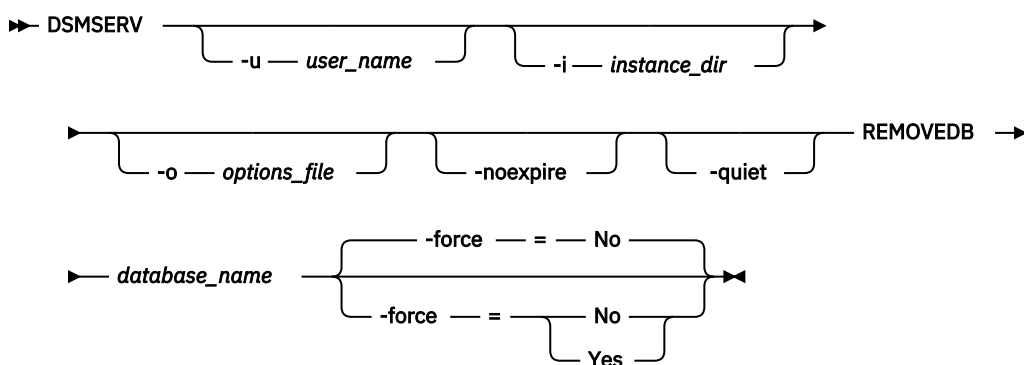 DSMSERV
-u user_name
-i instance_dir
REMOVEDB
-o options_file
-noexpire
-quiet
-force = No
database_name
-force = No
Yes